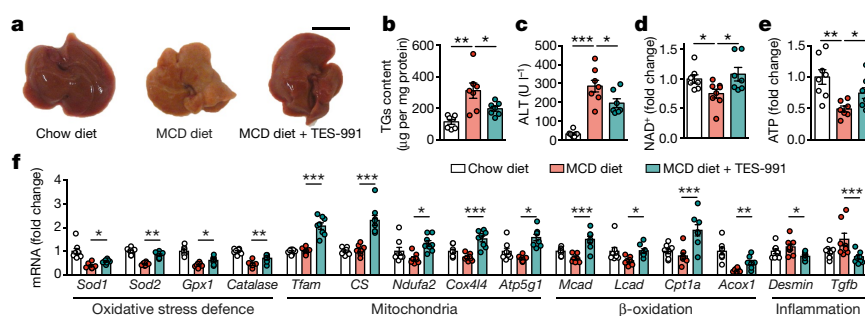 a
Chow diet
MCD diet
MCD diet + TES-991
b
TGs content
(µg per mg protein)
600
400
200
0
**
*
c
ALT (U l⁻¹)
500
400
300
200
100
0
***
*
d
NAD⁺ (fold change)
1.5
1.0
0.5
0
*
*
e
ATP (fold change)
1.5
1.0
0.5
0
**
*
Chow diet
MCD diet
MCD diet + TES-991
f
mRNA (fold change)
4
3
2
1
0
*
**
*
**
***
***
*
***
*
***
*
***
**
*
***
Sod1 Sod2 Gpx1 Catalase Tfam CS Ndufa2 Cox4l4 Atp5g1 Mcad Lcad Cpt1a Acox1 Desmin Tgfb
Oxidative stress defence Mitochondria β-oxidation Inflammation